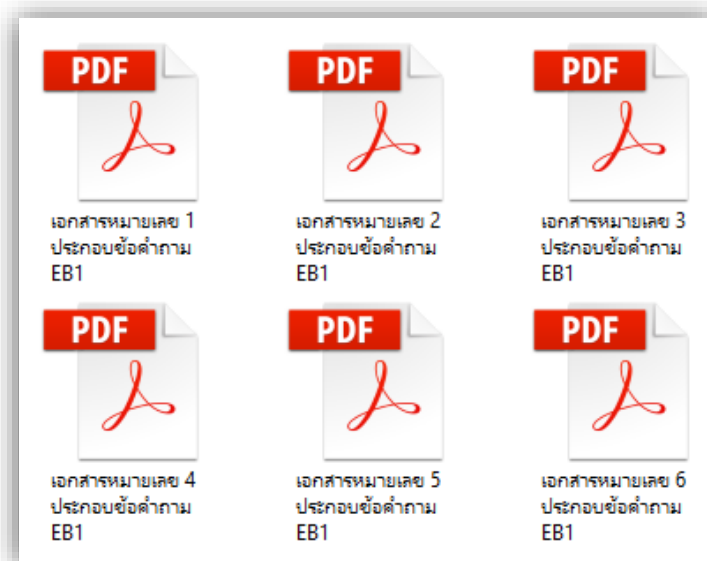 PDF
PDF
PDF
เอกสารหมายเลข 1
ประกอบข้อคำถาม
EB1
เอกสารหมายเลข 2
ประกอบข้อคำถาม
EB1
เอกสารหมายเลข 3
ประกอบข้อคำถาม
EB1
PDF
PDF
PDF
เอกสารหมายเลข 4
ประกอบข้อคำถาม
EB1
เอกสารหมายเลข 5
ประกอบข้อคำถาม
EB1
เอกสารหมายเลข 6
ประกอบข้อคำถาม
EB1